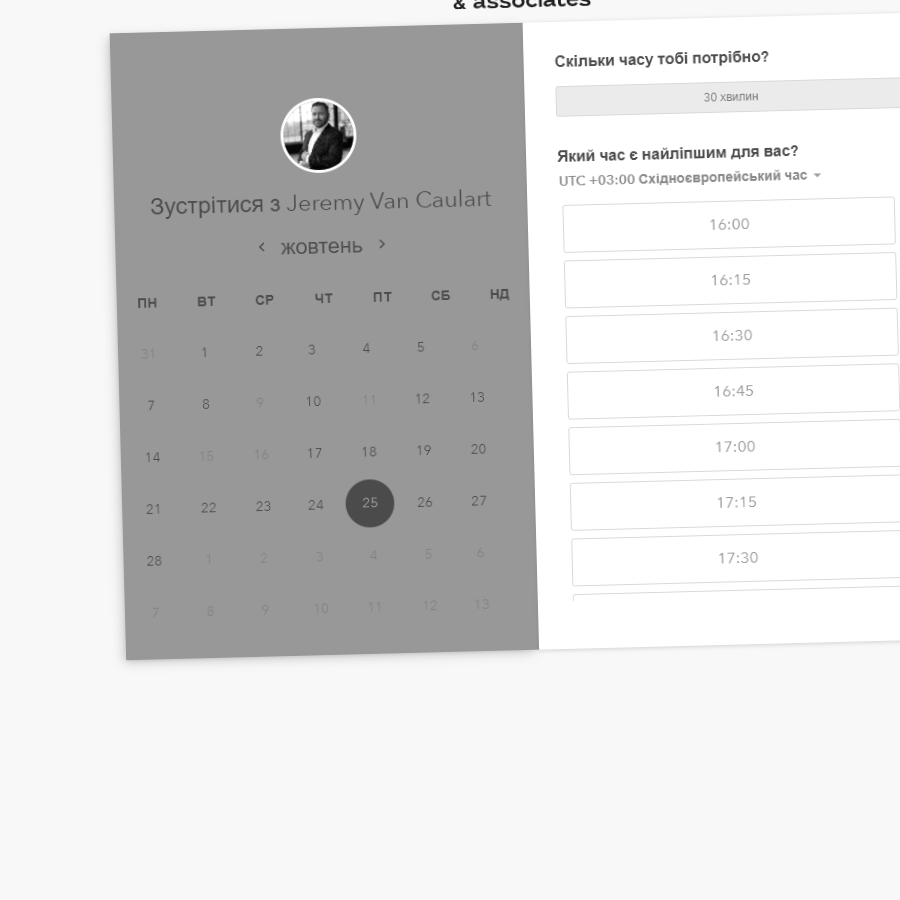 & associates
Зустрітися з Jeremy Van Caulart
жовтень
ПН ВТ СР ЧТ ПТ СБ НД
31 1 2 3 4 5 6
7 8 9 10 11 12 13
14 15 16 17 18 19 20
21 22 23 24 25 26 27
28 1 2 3 4 5 6
7 8 9 10 11 12 13
Скільки часу тобі потрібно?
30 хвилин
Який час є найліпшим для вас?
UTC +03:00 Східноєвропейський час
16:00
16:15
16:30
16:45
17:00
17:15
17:30